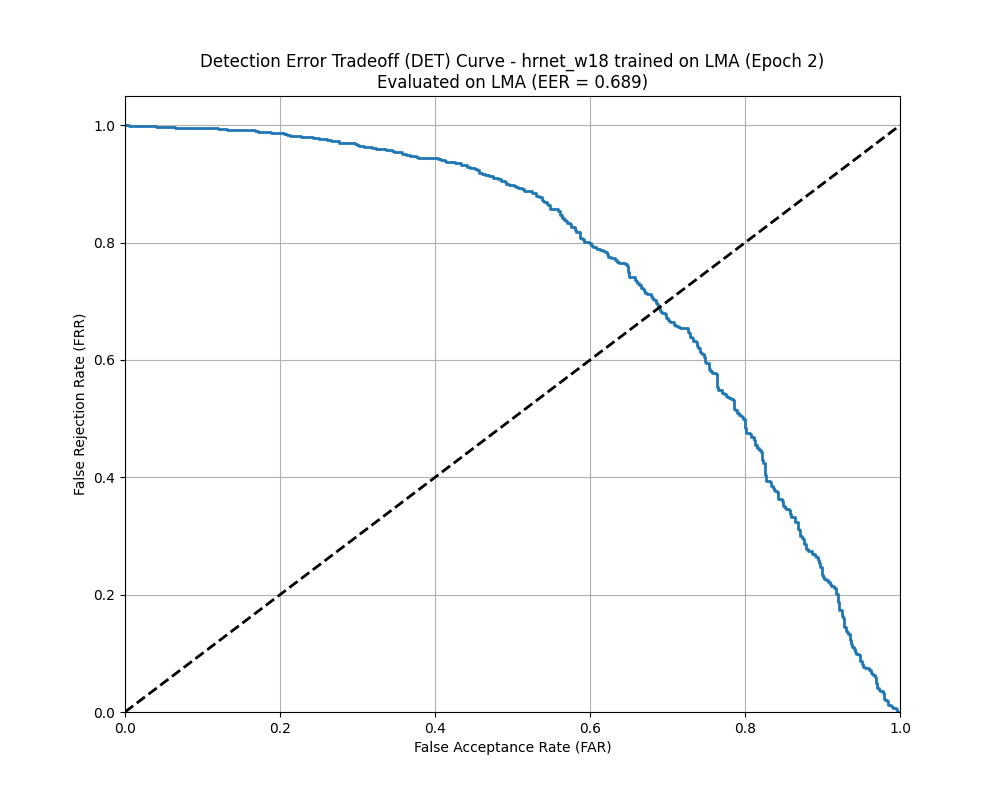 Detection Error Tradeoff (DET) Curve - hrnet_w18 trained on LMA (Epoch 2)
Evaluated on LMA (EER = 0.689)
1.0
0.8
0.6
0.4
0.2
0.0
False Rejection Rate (FRR)
0.0 0.2 0.4 0.6 0.8 1.0
False Acceptance Rate (FAR)